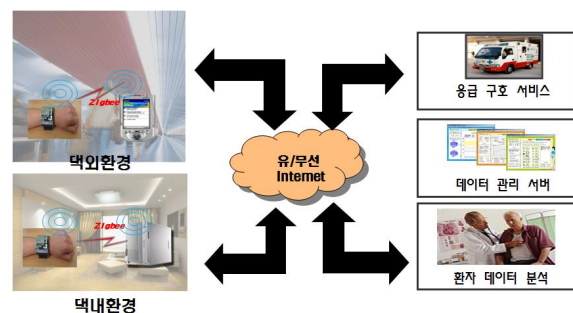 Zigbee
댁외환경
Zigbee
댁내환경
유/무선
Internet
응급 구호 서비스
데이터 관리 서버
환자 데이터 분석